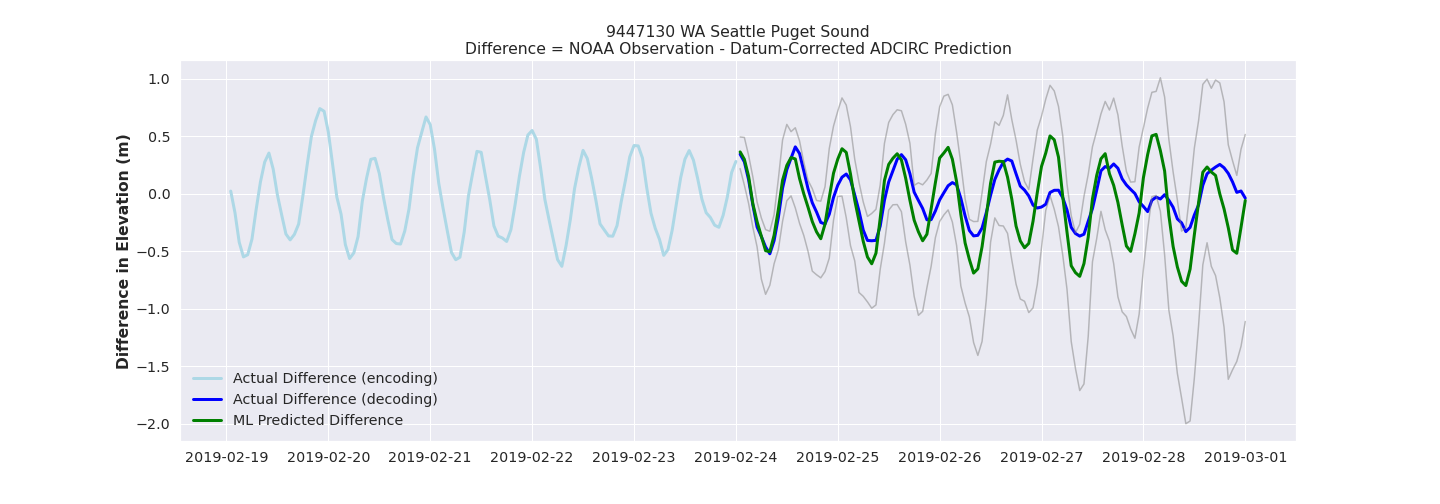 9447130 WA Seattle Puget Sound
Difference = NOAA Observation - Datum-Corrected ADCIRC Prediction
Difference in Elevation (m)
1.0
0.5
0.0
−0.5
−1.0
−1.5
−2.0
Actual Difference (encoding)
Actual Difference (decoding)
ML Predicted Difference
2019-02-19 2019-02-20 2019-02-21 2019-02-22 2019-02-23 2019-02-24 2019-02-25 2019-02-26 2019-02-27 2019-02-28 2019-03-01